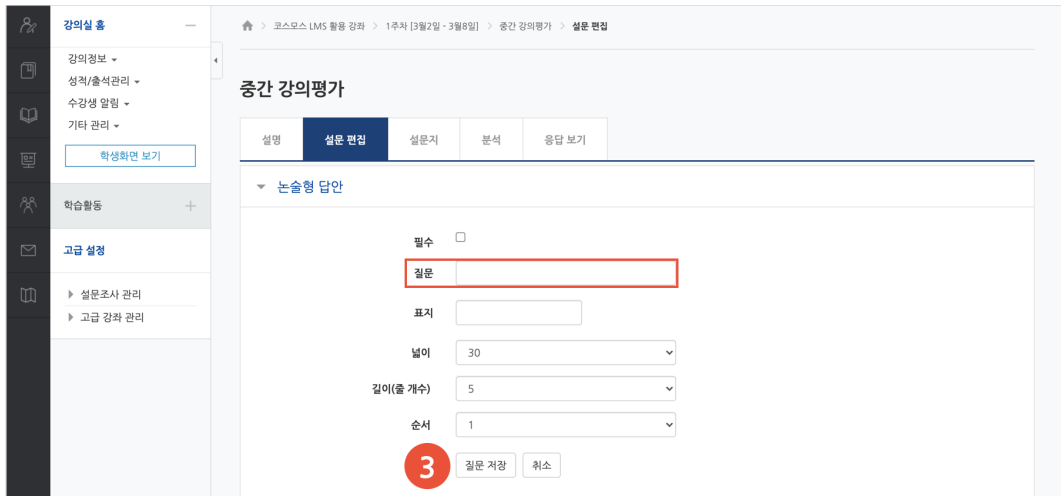 강의실 홈
코스모스 LMS 활용 강좌 > 1주차 [3월2일 - 3월8일] > 중간 강의평가 > 설문 편집
강의정보
성적/출석관리
수강생 알림
기타 관리
학생화면 보기
학습활동
고급 설정
설문조사 관리
고급 강좌 관리
중간 강의평가
설명 설문 편집 설문지 분석 응답 보기
논술형 답안
필수
질문
표지
넓이 30
길이(줄 개수) 5
순서 1
3 질문 저장 취소